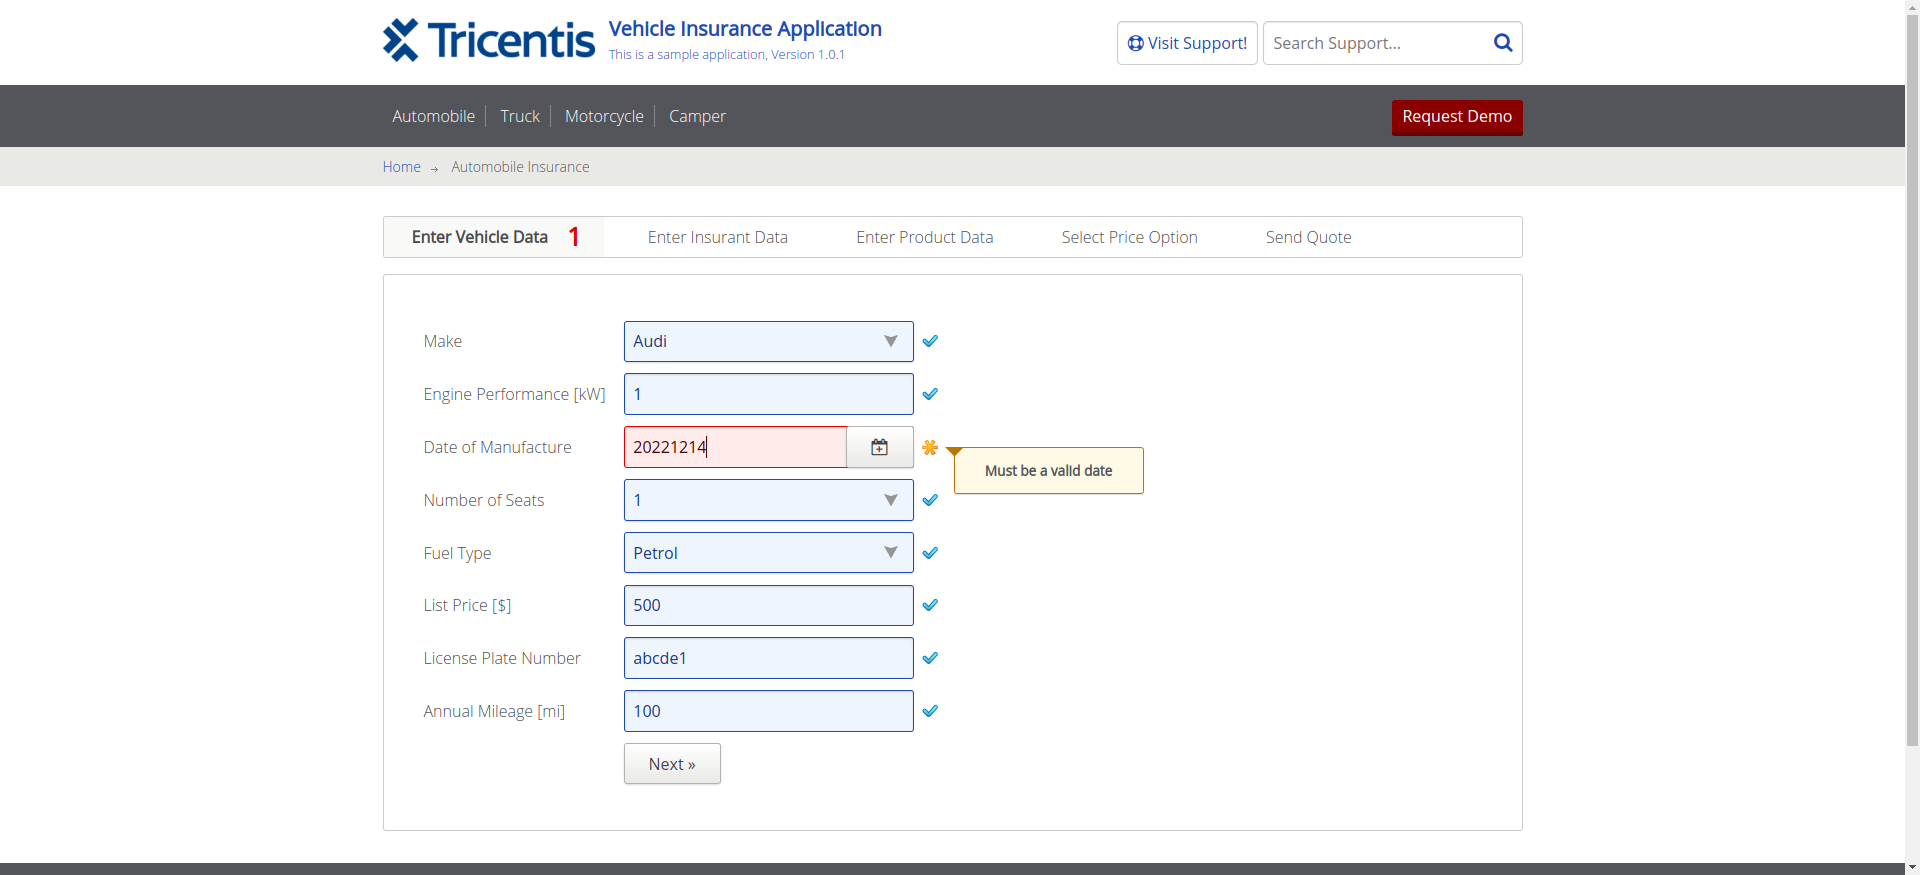 Tricentis
Vehicle Insurance Application
This is a sample application, Version 1.0.1
Visit Support!
Search Support...
Automobile
Truck
Motorcycle
Camper
Request Demo
Home → Automobile Insurance
Enter Vehicle Data 1
Enter Insurant Data
Enter Product Data
Select Price Option
Send Quote
Make
Audi
Engine Performance [kW]
1
Date of Manufacture
20221214
Must be a valid date
Number of Seats
1
Fuel Type
Petrol
List Price [$]
500
License Plate Number
abcde1
Annual Mileage [mi]
100
Next »